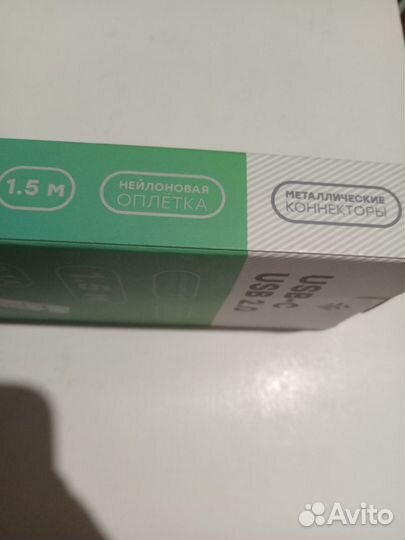 1.5 м
НЕЙЛОНОВАЯ
ОПЛЕТКА
МЕТАЛЛИЧЕСКИЕ
КОННЕКТОРЫ
USB-C
USB 2.0
Avito